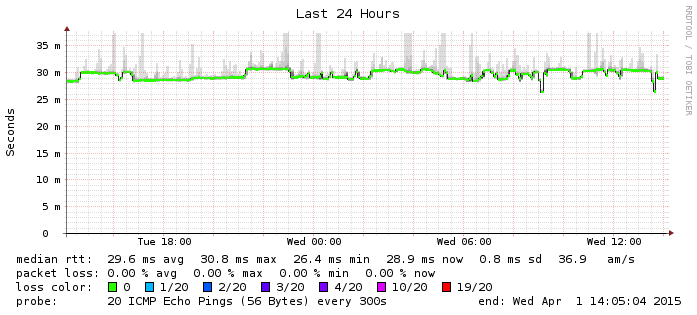 Last 24 Hours
RRDTOOL / TOBI OETIKER
Seconds
35 m
30 m
25 m
20 m
15 m
10 m
5 m
0
Tue 18:00 Wed 00:00 Wed 06:00 Wed 12:00
median rtt: 29.6 ms avg 30.8 ms max 26.4 ms min 28.9 ms now 0.8 ms sd 36.9 am/s
packet loss: 0.00 % avg 0.00 % max 0.00 % min 0.00 % now
loss color: 0 1/20 2/20 3/20 4/20 10/20 19/20
probe: 20 ICMP Echo Pings (56 Bytes) every 300s end: Wed Apr 1 14:05:04 2015